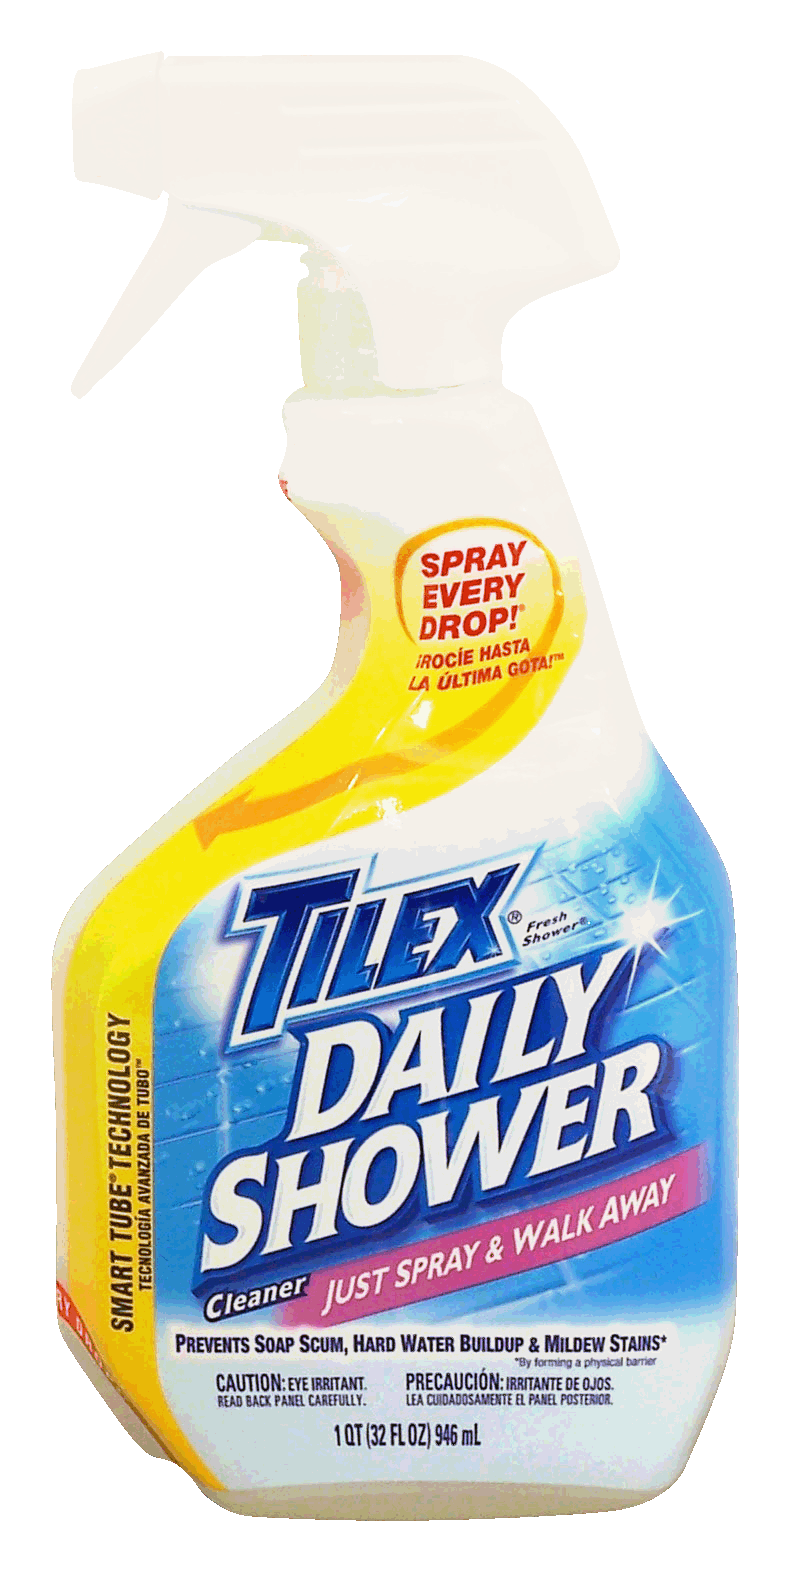 SPRAY
EVERY
DROP!®
¡ROCÍE HASTA
LA ÚLTIMA GOTA!™
TILEX®
Fresh
Shower®
DAILY
SHOWER
Cleaner
JUST SPRAY & WALK AWAY
SMART TUBE® TECHNOLOGY
TECNOLOGÍA AVANZADA DE TUBO™
PREVENTS SOAP SCUM, HARD WATER BUILDUP & MILDEW STAINS*
*By forming a physical barrier
CAUTION: EYE IRRITANT.
READ BACK PANEL CAREFULLY.
PRECAUCIÓN: IRRITANTE DE OJOS.
LEA CUIDADOSAMENTE EL PANEL POSTERIOR.
1 QT (32 FL OZ) 946 mL